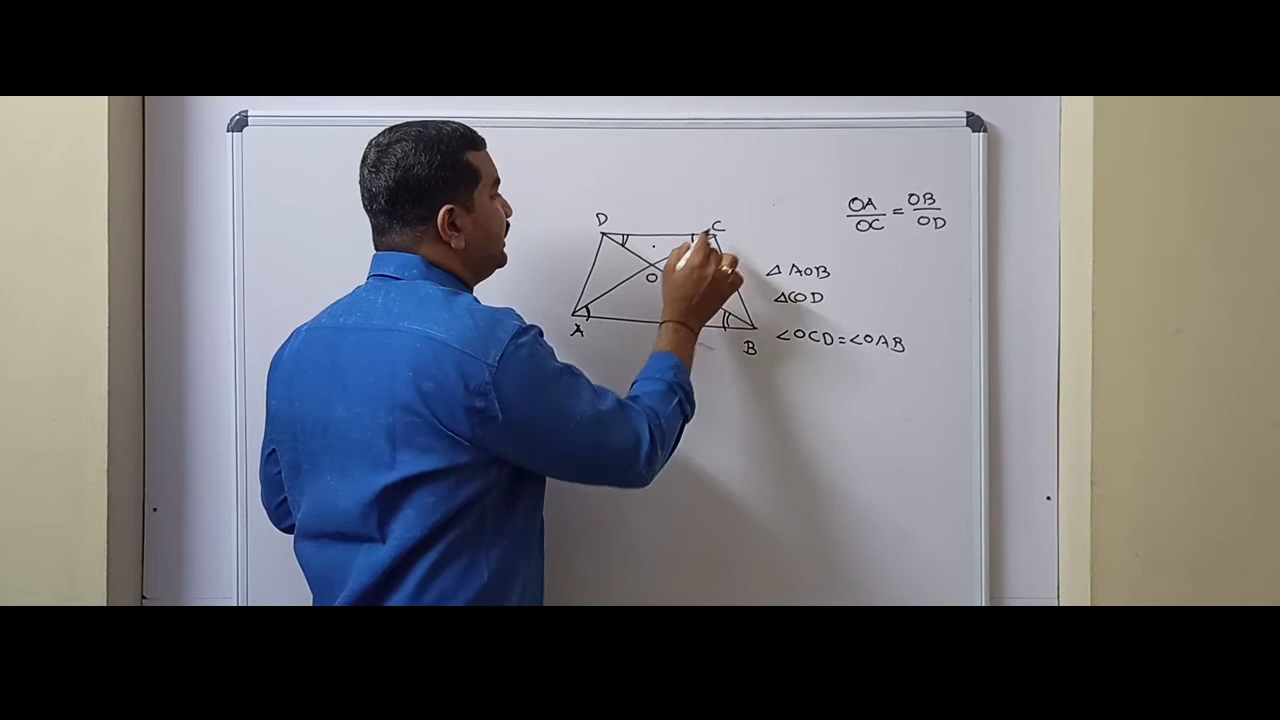 D
C
O
A
B
OA/OC = OB/OD
△ AOB
△COD
∠OCD=∠OAB